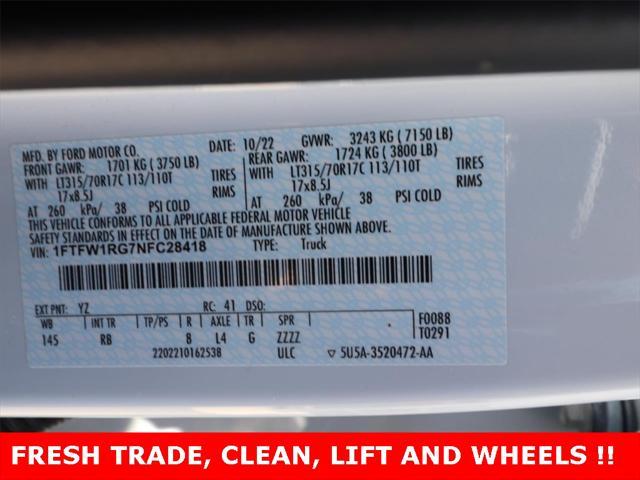 MFD. BY FORD MOTOR CO. DATE: 10/22 GVWR: 3243 KG ( 7150 LB)
FRONT GAWR: 1701 KG (3750 LB) REAR GAWR: 1724 KG ( 3800 LB)
WITH LT315/70R17C 113/110T TIRES WITH LT315/70R17C 113/110T TIRES
17x8.5J RIMS 17x8.5J RIMS
AT 260 kPa/ 38 PSI COLD AT 260 kPa/ 38 PSI COLD
THIS VEHICLE CONFORMS TO ALL APPLICABLE FEDERAL MOTOR VEHICLE
SAFETY STANDARDS IN EFFECT ON THE DATE OF MANUFACTURE SHOWN ABOVE.
VIN: 1FTFW1RG7NFC28418 TYPE: Truck
EXT PNT: YZ RC: 41 DSO: F0088
WB INT TR TP/PS R AXLE TR SPR T0291
145 RB 8 L4 G ZZZZ
2202210162538 ULC 5U5A-3520472-AA
FRESH TRADE, CLEAN, LIFT AND WHEELS !!